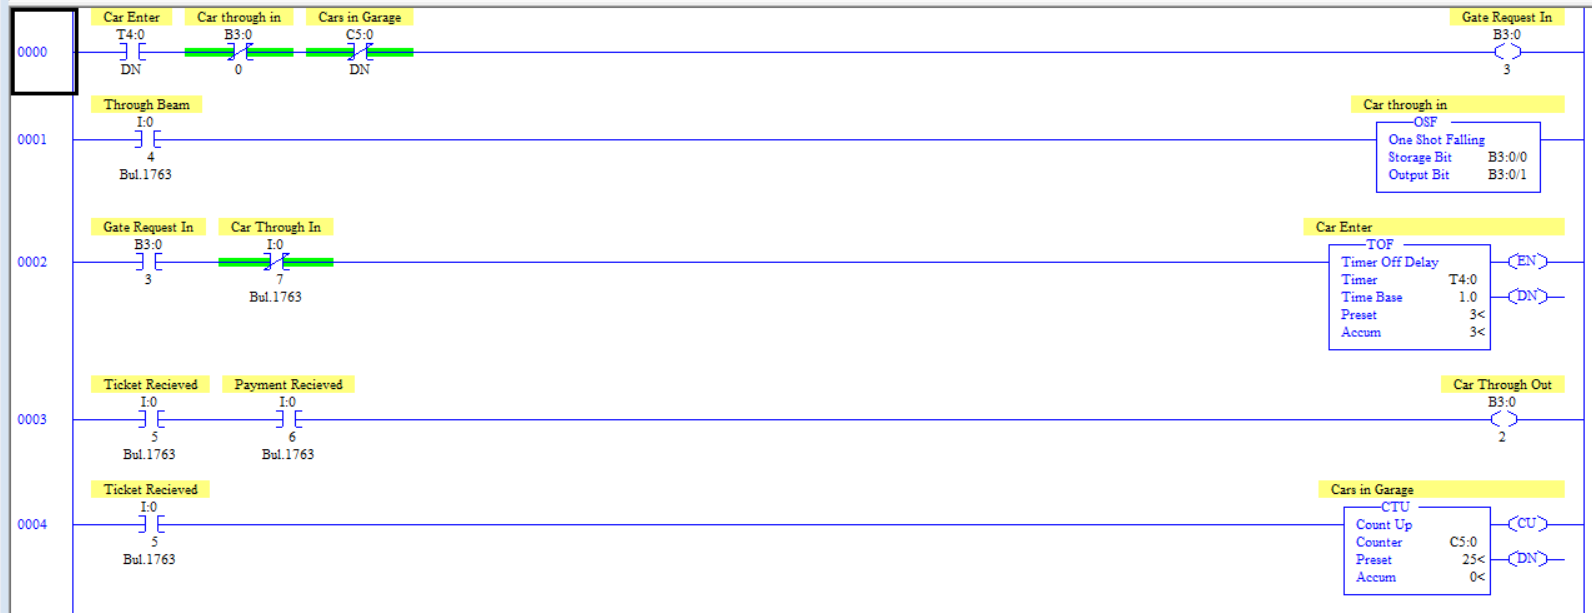 Car Enter Car through in Cars in Garage Gate Request In
T4:0 B3:0 C5:0 B3:0
0000
DN 0 DN 3
Through Beam Car through in
I:0 OSF
0001 One Shot Falling
4 Storage Bit B3:0/0
Bul.1763 Output Bit B3:0/1
Gate Request In Car Through In Car Enter
B3:0 I:0 TOF
0002 Timer Off Delay EN
3 7 Timer T4:0
Bul.1763 Time Base 1.0 DN
Preset 3<
Accum 3<
Ticket Recieved Payment Recieved Car Through Out
I:0 I:0 B3:0
0003
5 6 2
Bul.1763 Bul.1763
Ticket Recieved Cars in Garage
I:0 CTU
0004 Count Up CU
5 Counter C5:0
Bul.1763 Preset 25< DN
Accum 0<